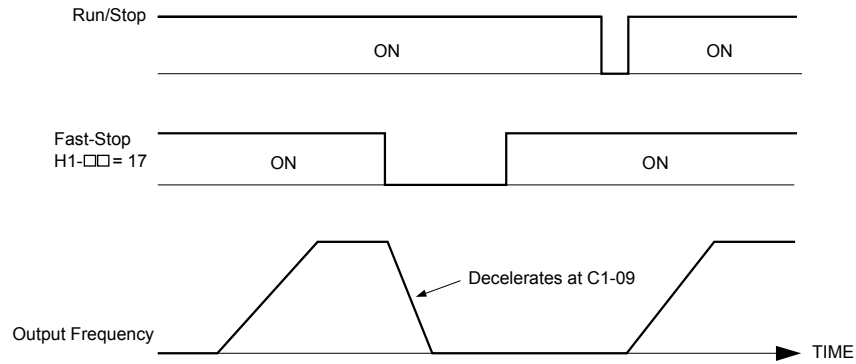 Run/Stop
ON
ON
Fast-Stop
H1-□□= 17
ON
ON
Decelerates at C1-09
Output Frequency
TIME